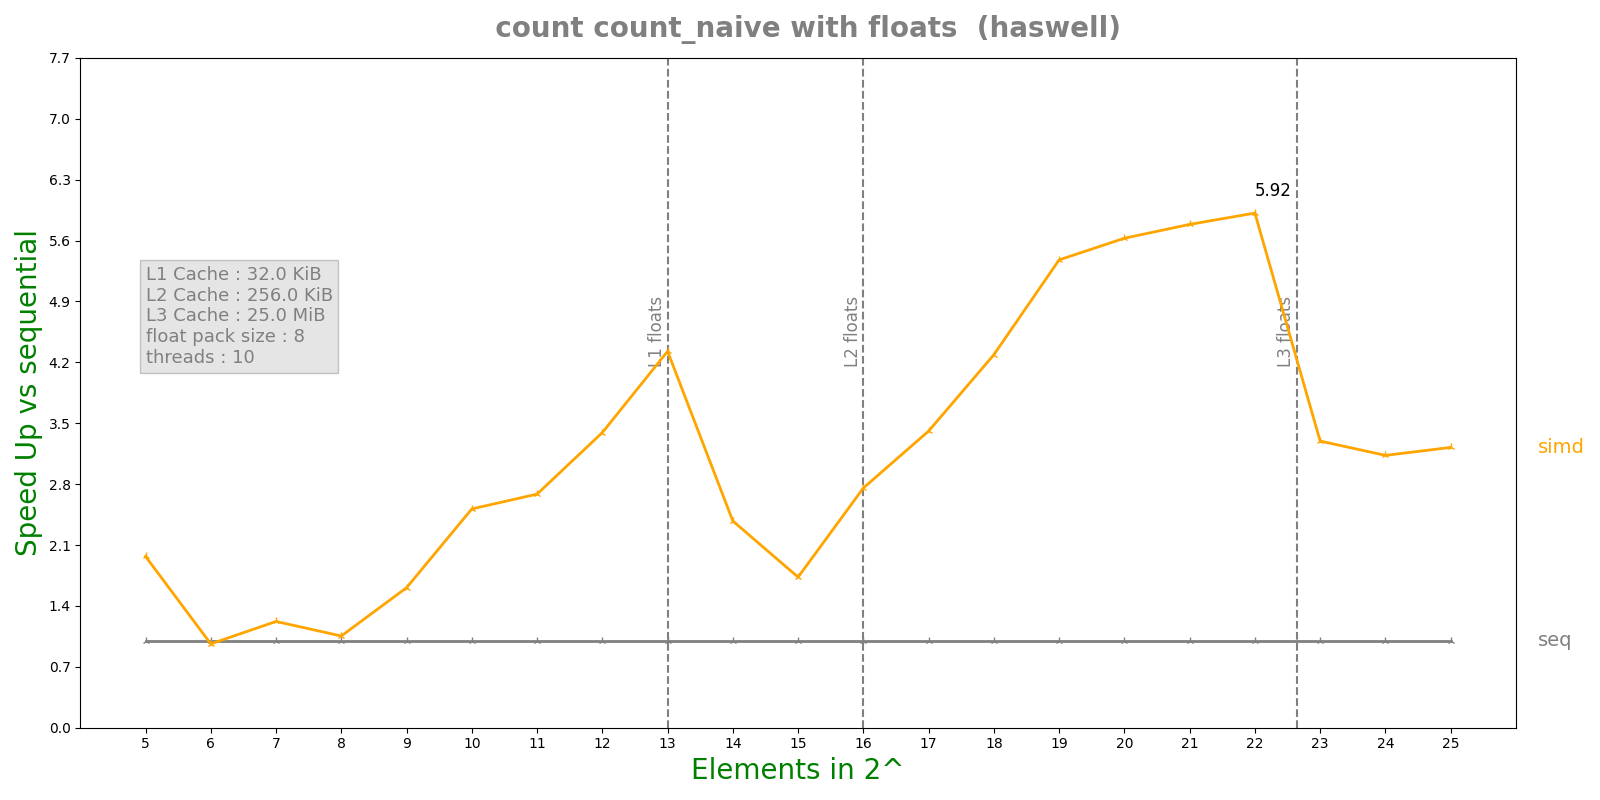 count count_naive with floats  (haswell)
Speed Up vs sequential
7.7
7.0
6.3
5.6
4.9
4.2
3.5
2.8
2.1
1.4
0.7
0.0
L1 Cache : 32.0 KiB
L2 Cache : 256.0 KiB
L3 Cache : 25.0 MiB
float pack size : 8
threads : 10
L1 floats
L2 floats
L3 floats
5.92
simd
seq
5 6 7 8 9 10 11 12 13 14 15 16 17 18 19 20 21 22 23 24 25
Elements in 2^